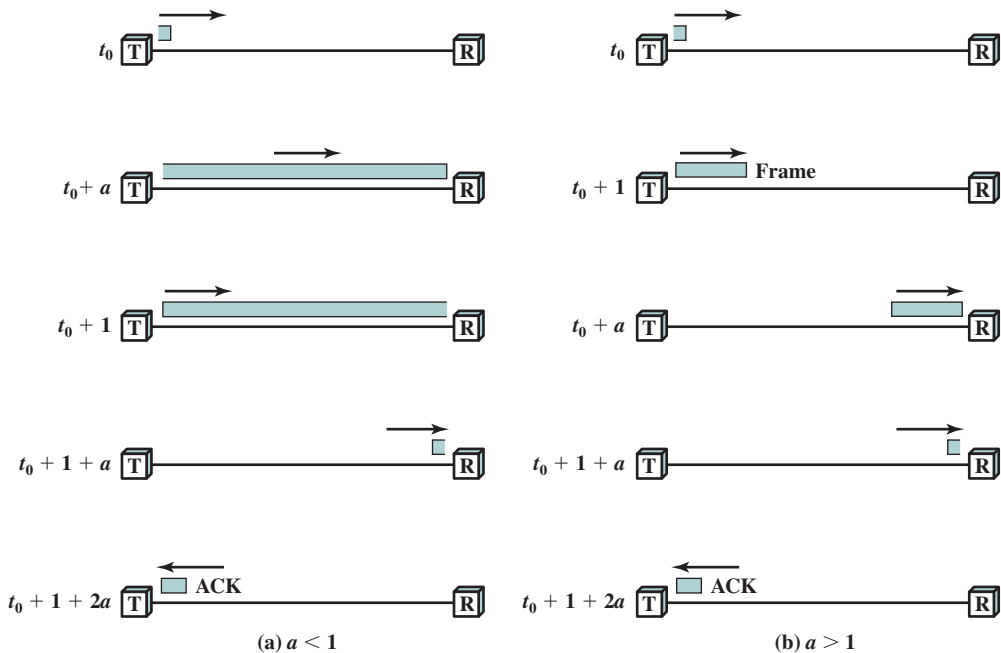 t₀ T R
t₀ + a T R
t₀ + 1 T R
t₀ + 1 + a T R
t₀ + 1 + 2a T ACK R
(a) a < 1
t₀ T R
t₀ + 1 T Frame R
t₀ + a T R
t₀ + 1 + a T R
t₀ + 1 + 2a T ACK R
(b) a > 1